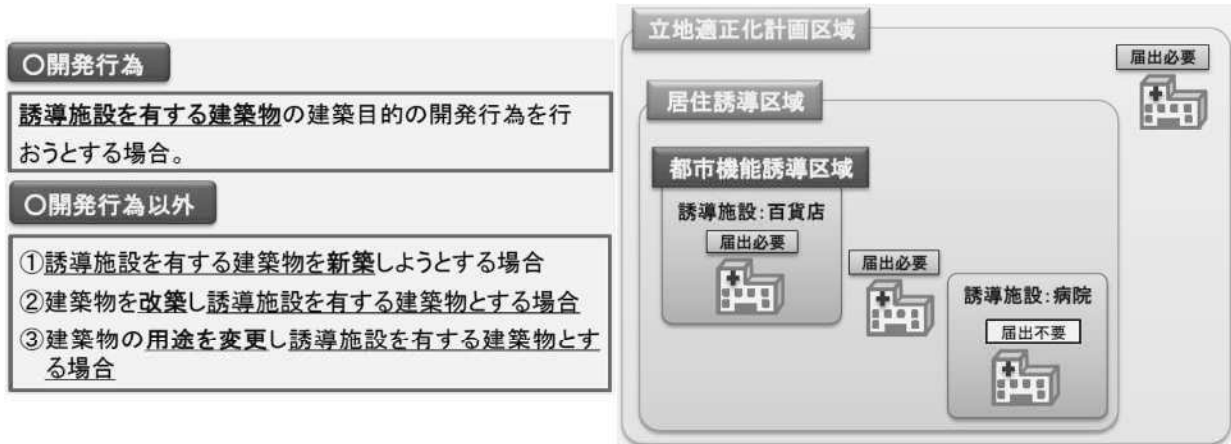 〇開発行為
誘導施設を有する建築物の建築目的の開発行為を行
おうとする場合。
〇開発行為以外
①誘導施設を有する建築物を新築しようとする場合
②建築物を改築し誘導施設を有する建築物とする場合
③建築物の用途を変更し誘導施設を有する建築物とす
る場合
立地適正化計画区域
届出必要
居住誘導区域
都市機能誘導区域
誘導施設：百貨店
届出必要
届出必要
誘導施設：病院
届出不要